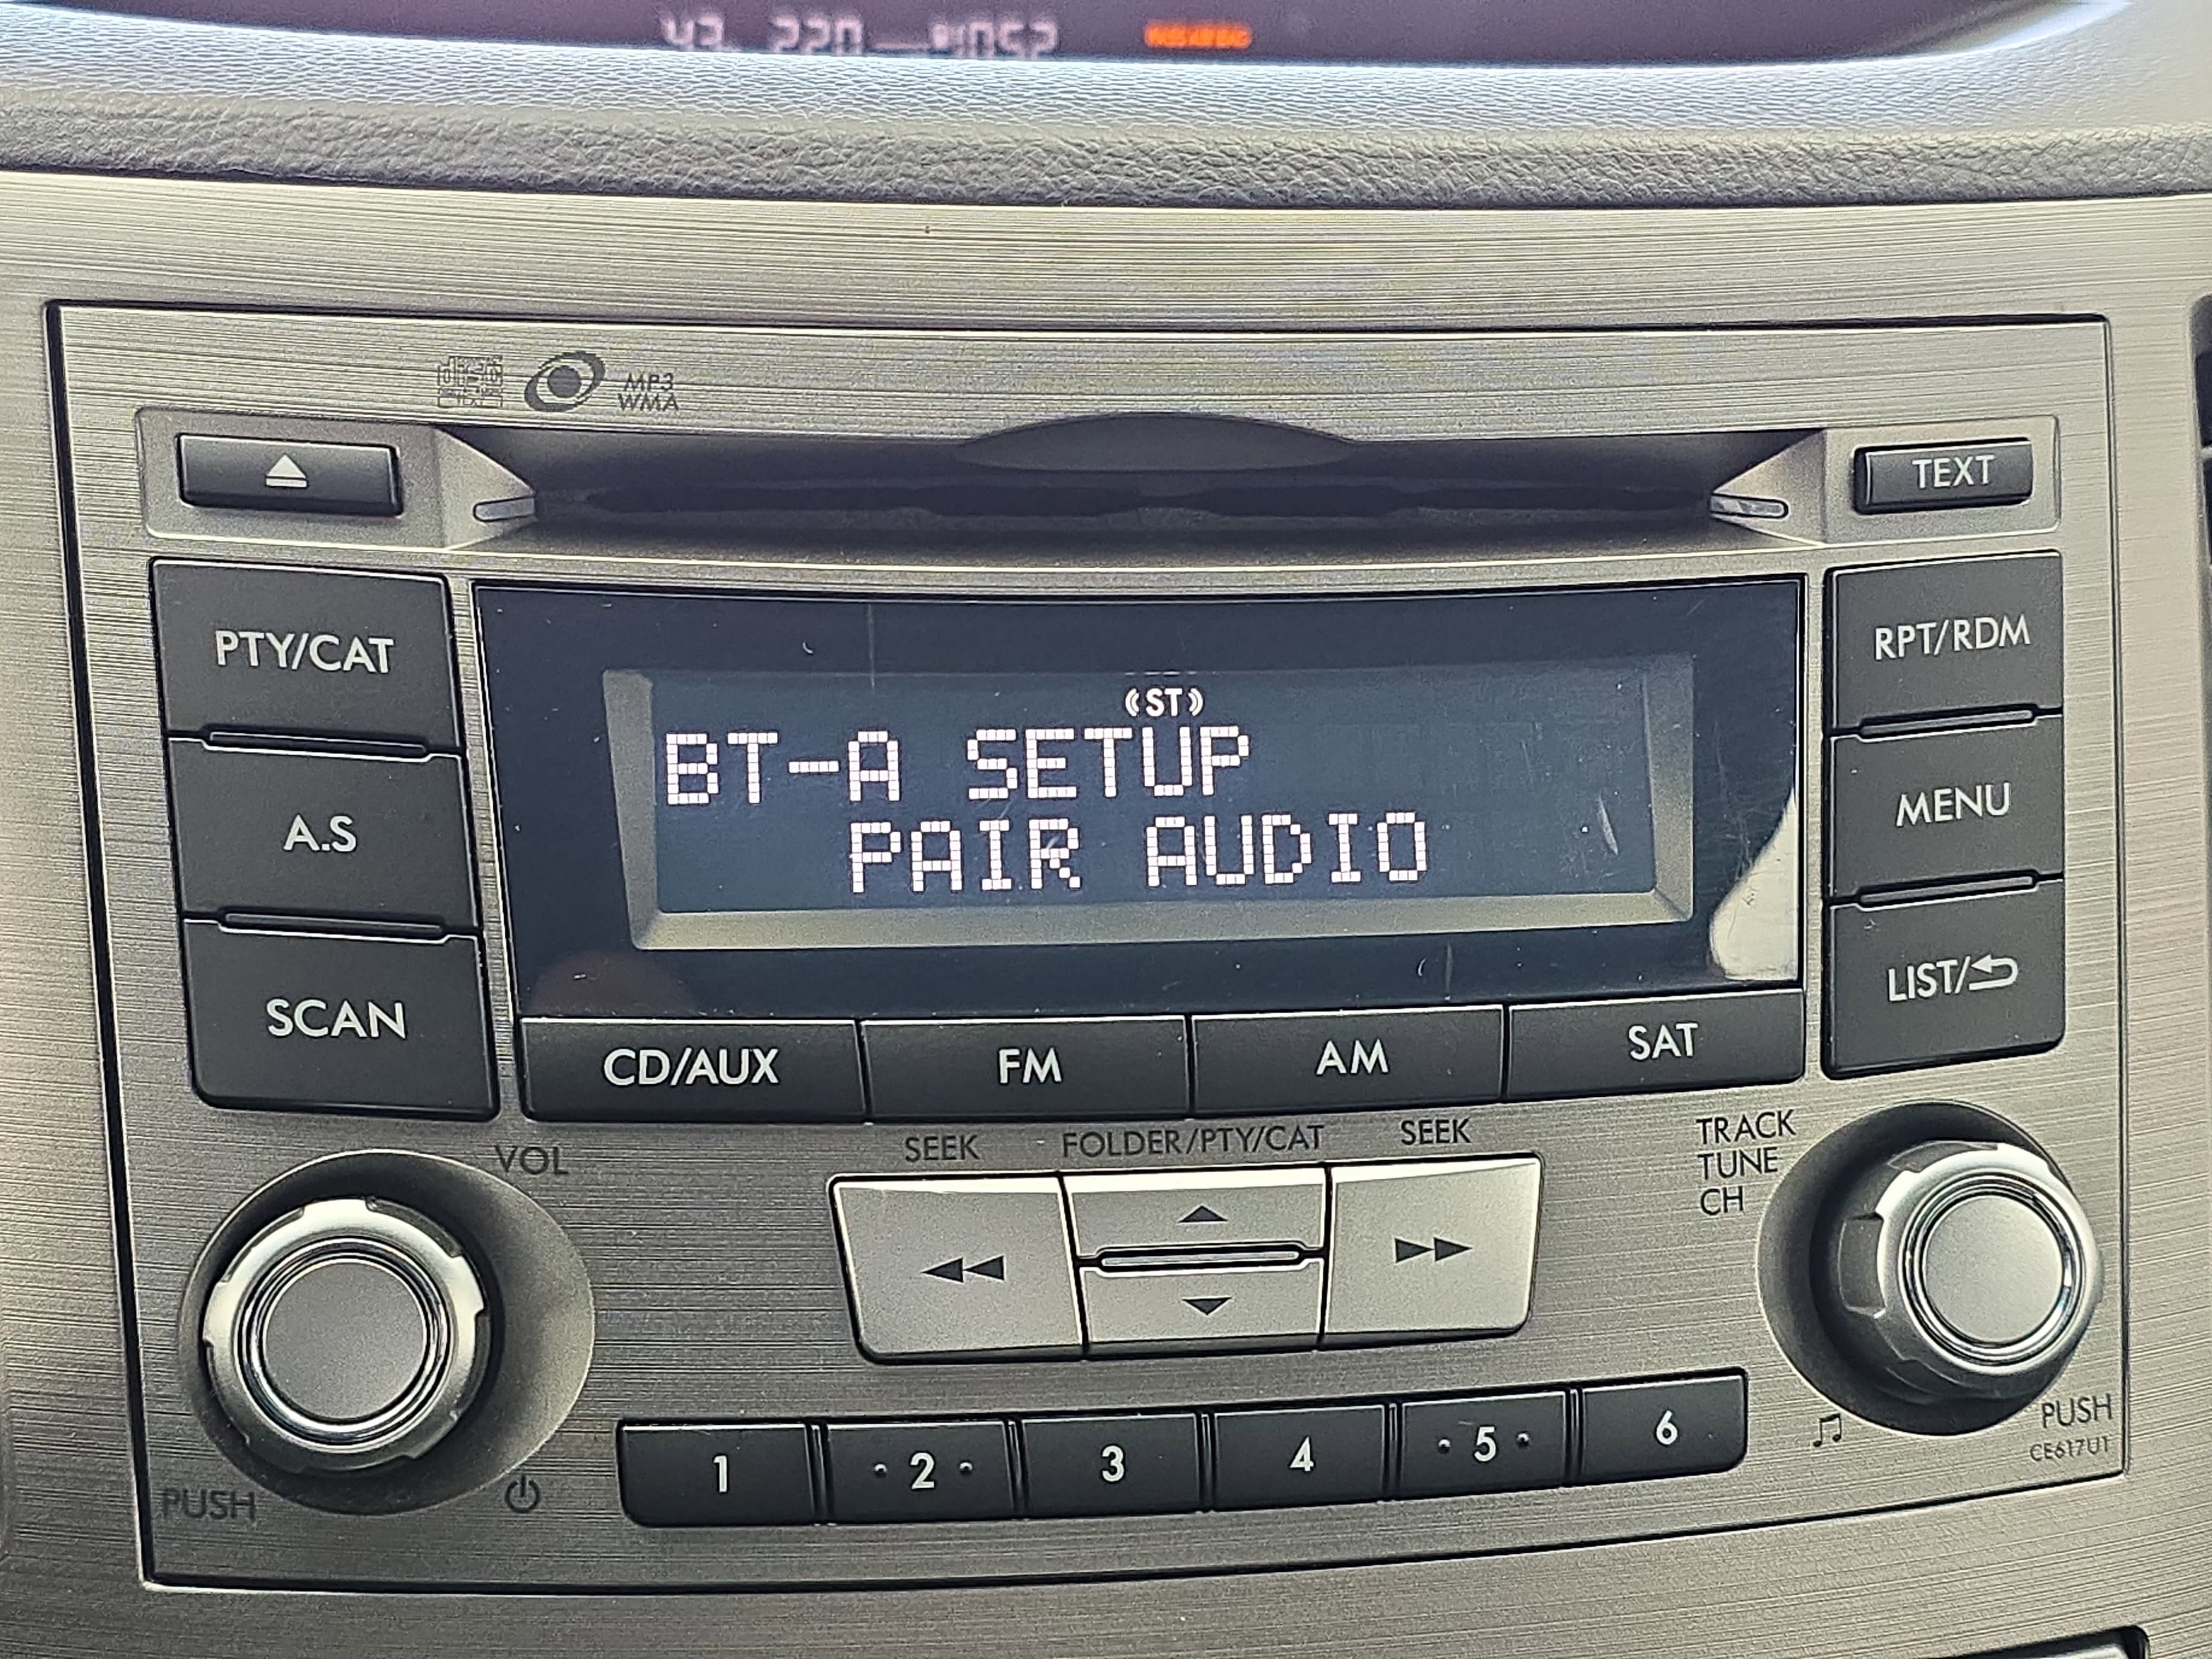 MP3
WMA
TEXT
PTY/CAT
A.S
SCAN
(ST)
BT-A SETUP
PAIR AUDIO
RPT/RDM
MENU
LIST/
CD/AUX
FM
AM
SAT
VOL
SEEK
FOLDER/PTY/CAT
SEEK
TRACK
TUNE
CH
1
2
3
4
5
6
PUSH
PUSH
CE617U1